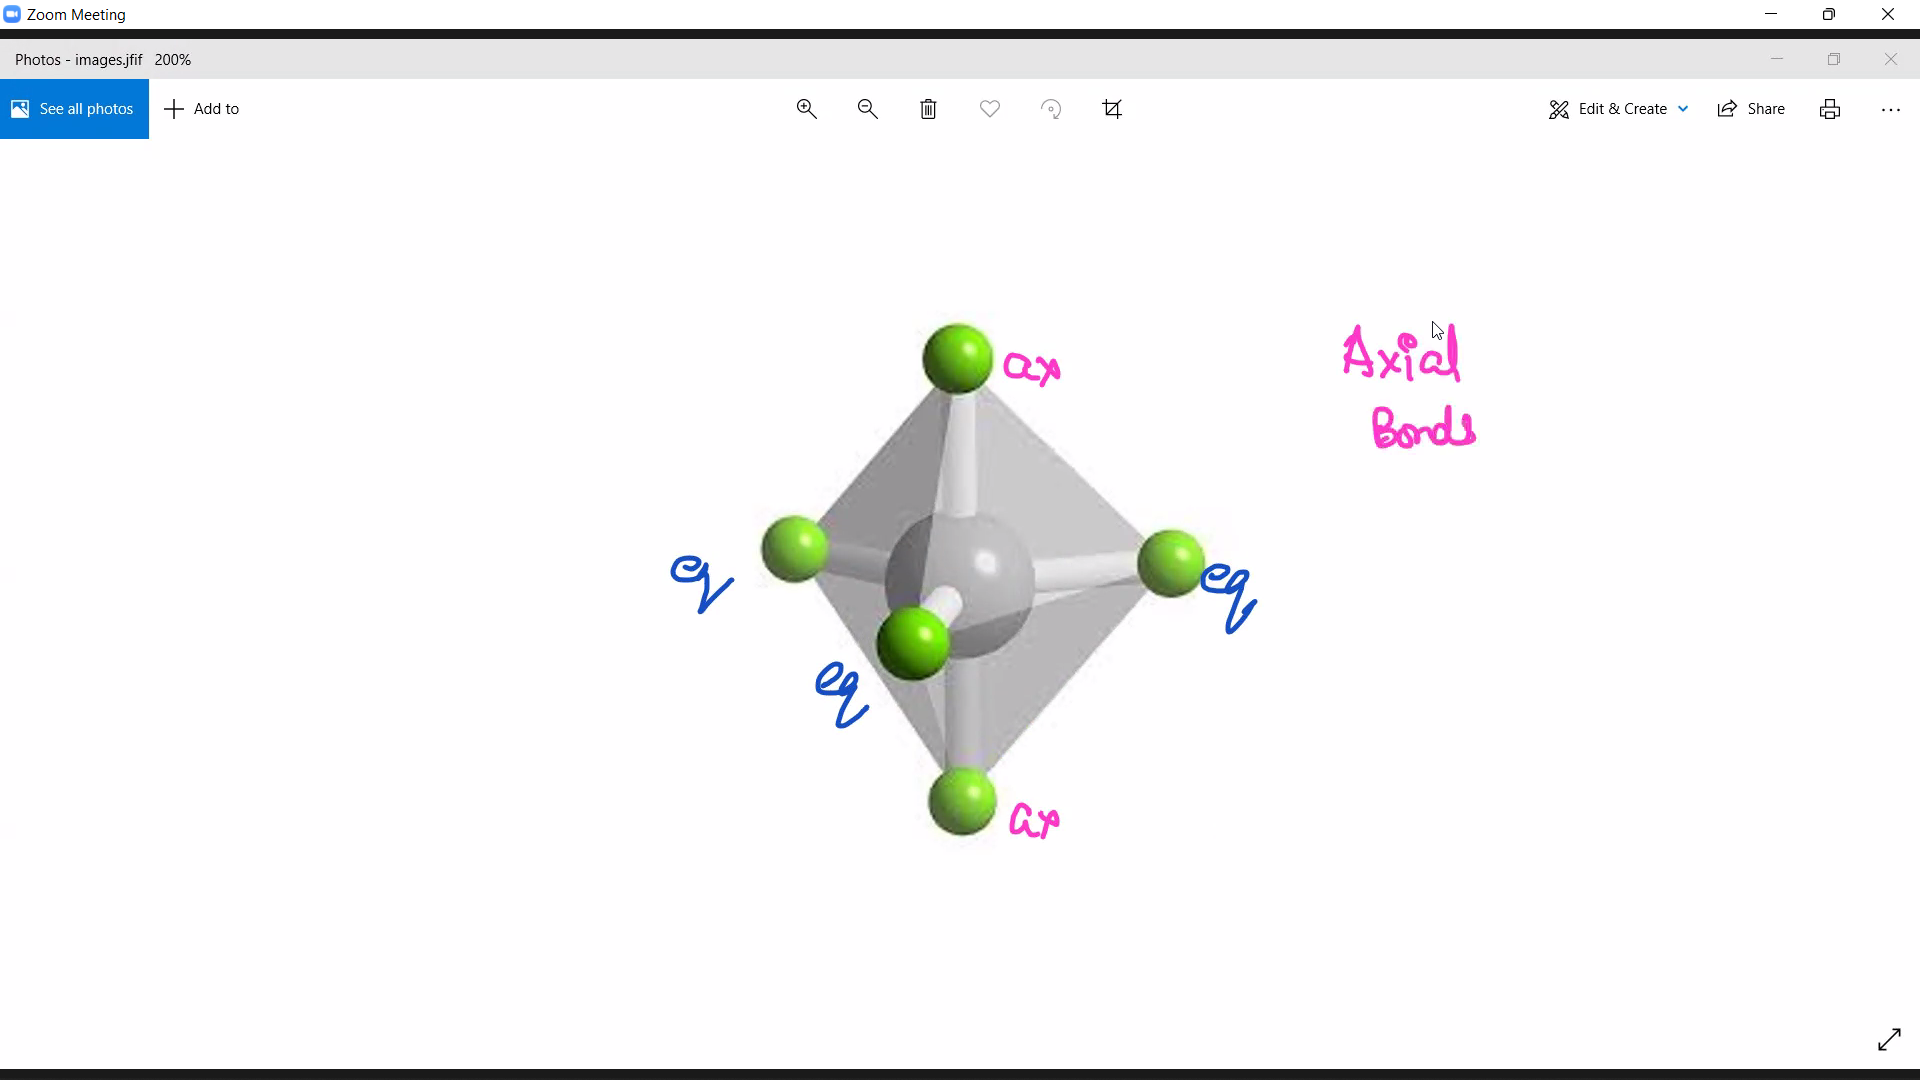 Zoom Meeting
Photos - images.jfif 200%
See all photos
Add to
Edit & Create
Share
ax
Axial
Bonds
eq
eq
eq
ax